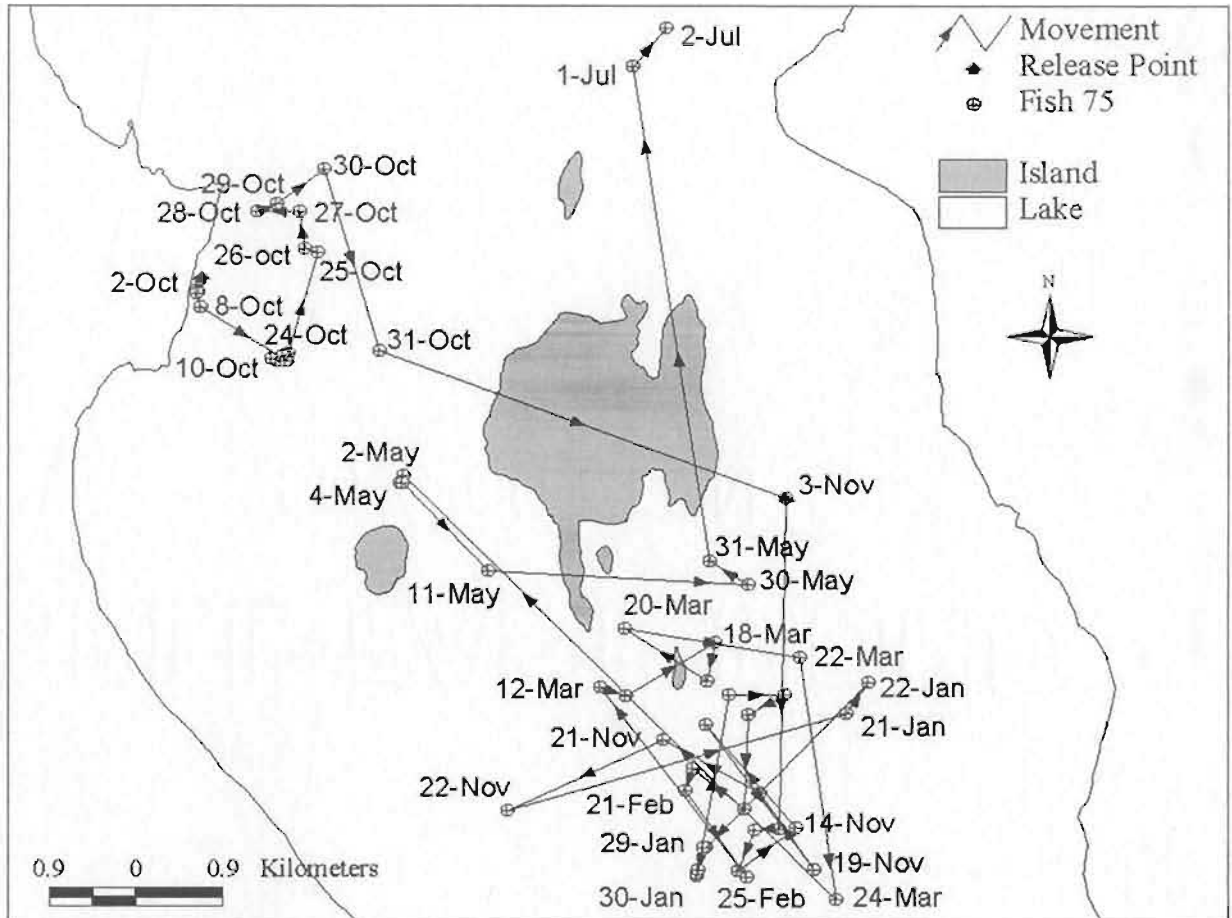 2-Jul
1-Jul
Movement
Release Point
Fish 75
Island
Lake
N
30-Oct
29-Oct
28-Oct
27-Oct
26-oct
25-Oct
2-Oct
8-Oct
24-Oct
10-Oct
31-Oct
2-May
4-May
3-Nov
31-May
11-May
30-May
20-Mar
18-Mar
22-Mar
12-Mar
22-Jan
21-Nov
21-Jan
22-Nov
21-Feb
14-Nov
29-Jan
19-Nov
30-Jan
25-Feb
24-Mar
0.9 0 0.9 Kilometers